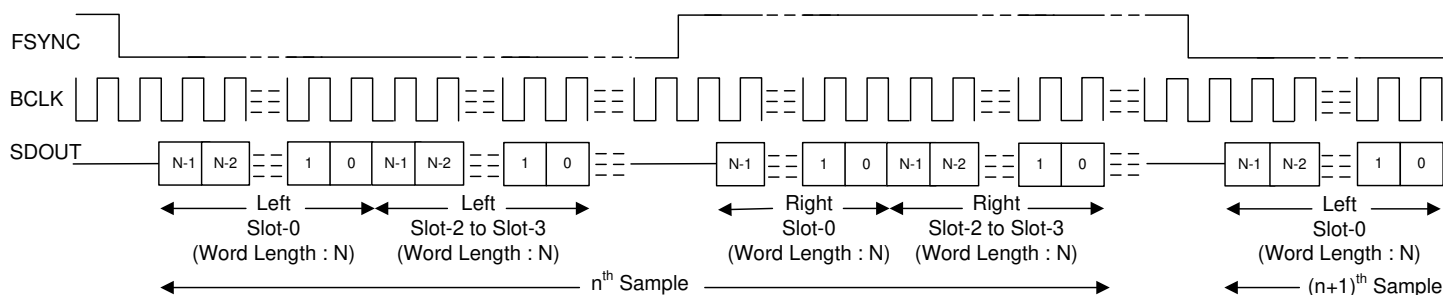 FSYNC
BCLK
SDOUT
N-1 N-2 1 0 N-1 N-2 1 0 N-1 1 0 N-1 N-2 1 0 N-1 N-2 1 0
Left Left Right Right Left
Slot-0 Slot-2 to Slot-3 Slot-0 Slot-2 to Slot-3 Slot-0
(Word Length : N) (Word Length : N) (Word Length : N) (Word Length : N) (Word Length : N)
nth Sample (n+1)th Sample